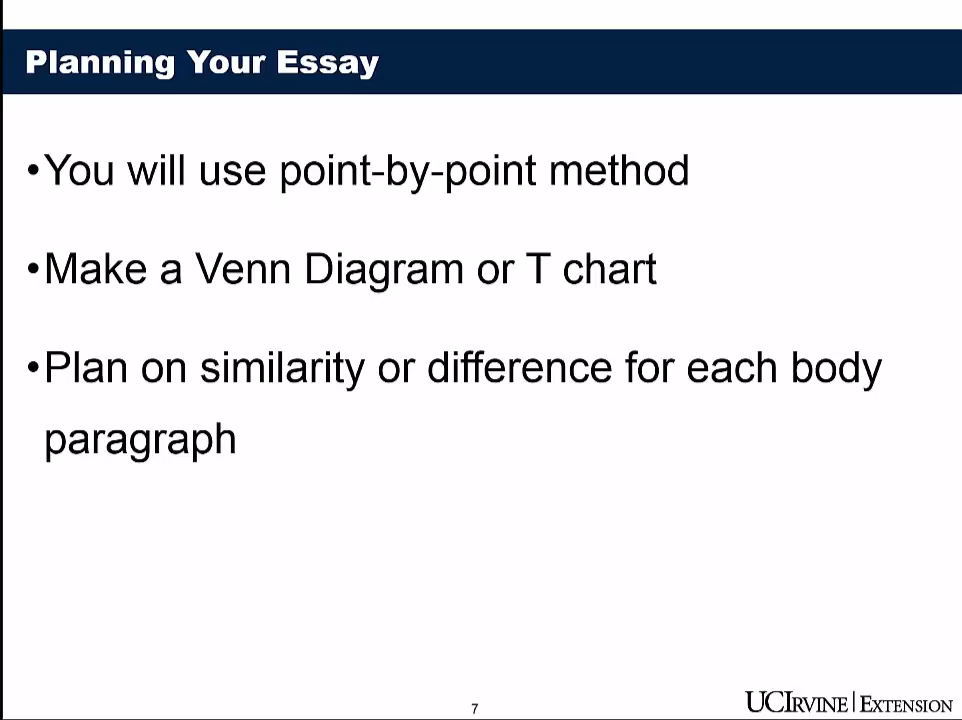 Planning Your Essay
•You will use point-by-point method
•Make a Venn Diagram or T chart
•Plan on similarity or difference for each body
paragraph
7
UCIRVINE | EXTENSION